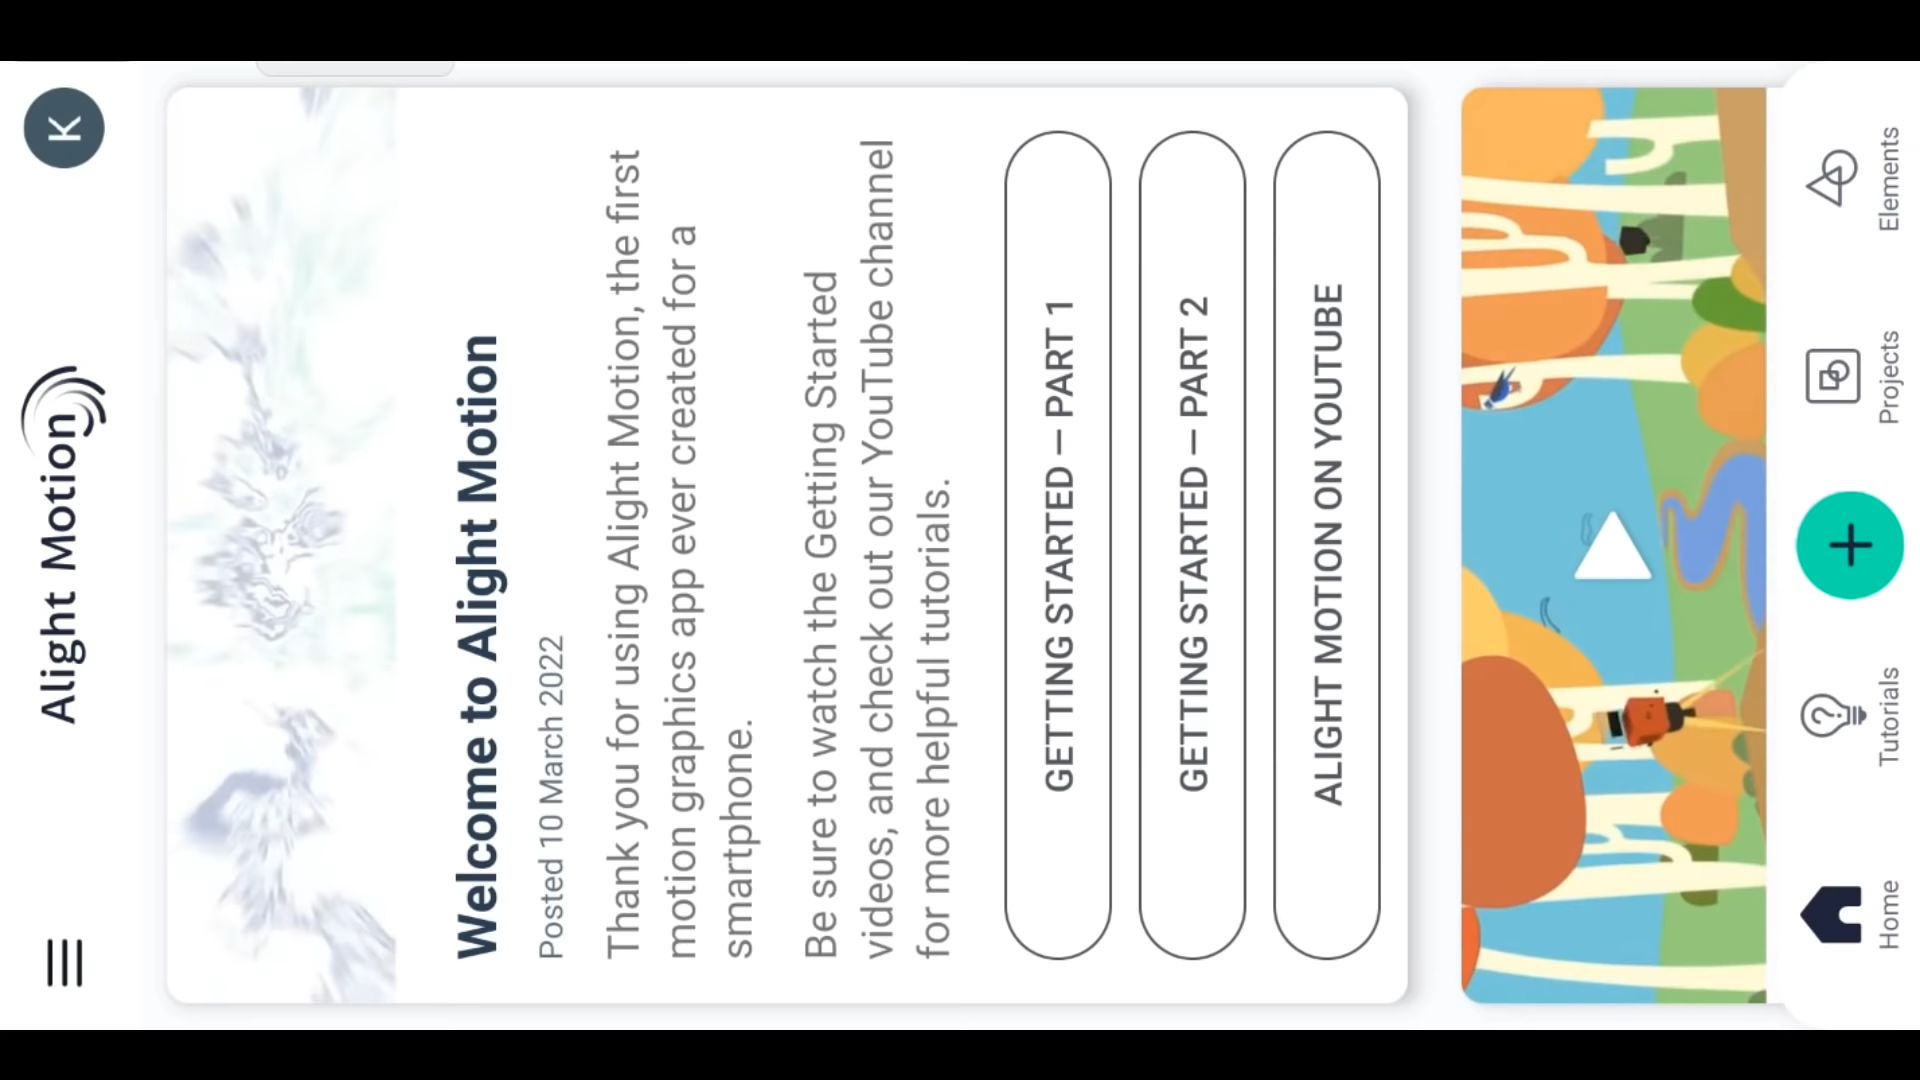 Alight Motion
K
Welcome to Alight Motion
Posted 10 March 2022
Thank you for using Alight Motion, the first
motion graphics app ever created for a
smartphone.
Be sure to watch the Getting Started
videos, and check out our YouTube channel
for more helpful tutorials.
GETTING STARTED – PART 1
GETTING STARTED – PART 2
ALIGHT MOTION ON YOUTUBE
Home
Tutorials
Projects
Elements